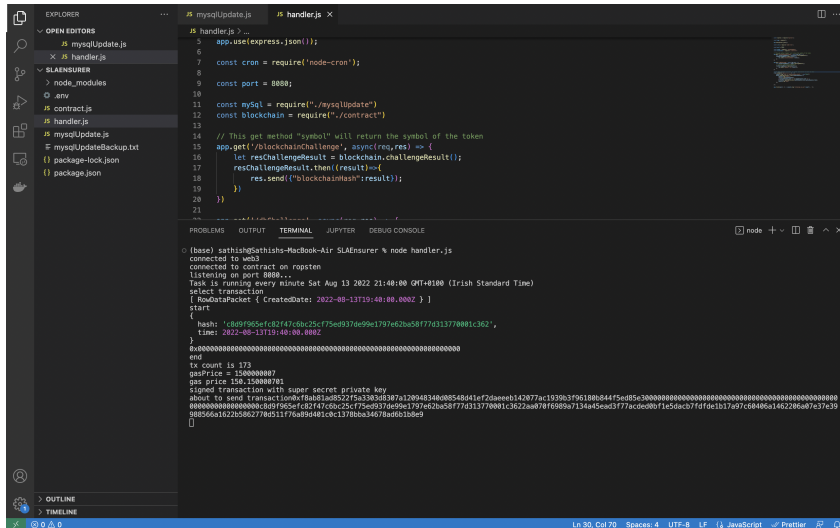 EXPLORER
OPEN EDITORS
JS mysqlUpdate.js
JS handler.js
SLAENSURER
node_modules
.env
JS contract.js
JS handler.js
JS mysqlUpdate.js
mysqlUpdateBackup.txt
{} package-lock.json
{} package.json
OUTLINE
TIMELINE
JS mysqlUpdate.js
JS handler.js
JS handler.js > ...
5 app.use(express.json());
6
7 const cron = require('node-cron');
8
9 const port = 8080;
10
11 const mySql = require("./mysqlUpdate")
12 const blockchain = require("./contract")
13
14 // This get method "symbol" will return the symbol of the token
15 app.get('/blockchainChallenge', async(req,res) => {
16 let resChallengeResult = blockchain.challengeResult();
17 resChallengeResult.then((result)=>{
18 res.send({"blockchainHash":result});
19 })
20 })
21
PROBLEMS OUTPUT TERMINAL JUPYTER DEBUG CONSOLE
node
(base) sathish@Sathishs-MacBook-Air SLAEnsurer % node handler.js
connected to web3
connected to contract on ropsten
listening on port 8080...
Task is running every minute Sat Aug 13 2022 21:40:00 GMT+0100 (Irish Standard Time)
select transaction
[ RowDataPacket { CreatedDate: 2022-08-13T19:40:00.000Z } ]
start
{
hash: 'c8d9f965efc82f47c6bc25cf75ed937de99e1797e62ba58f77d313770001c362',
time: 2022-08-13T19:40:00.000Z
}
end
tx count is 173
gasPrice = 1500000007
gas price 150.150000701
signed transaction with super secret private key
about to send transaction
Ln 30, Col 70 Spaces: 4 UTF-8 LF JavaScript Prettier
0 0